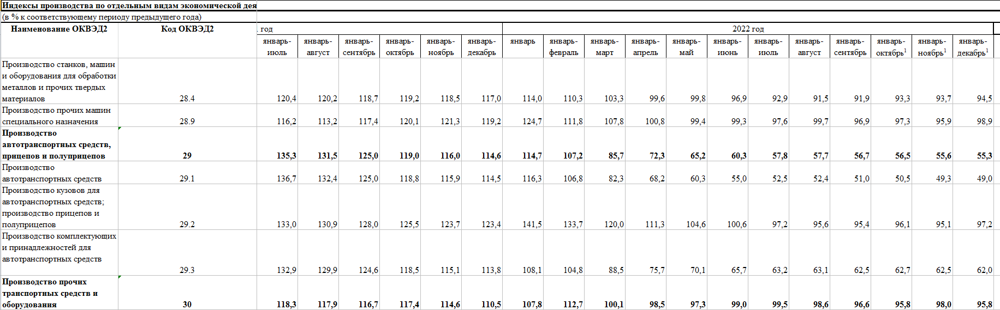 Индексы производства по отдельным видам экономической дея
(в % к соответствующему периоду предыдущего года)
Наименование ОКВЭД2 Код ОКВЭД2 . год 2022 год
январь-июль январь-август январь-сентябрь январь-октябрь январь-ноябрь январь-декабрь январь январь-февраль январь-март январь-апрель январь-май январь-июнь январь-июль январь-август январь-сентябрь январь-октябрь¹ январь-ноябрь¹ январь-декабрь¹
Производство станков, машин
и оборудования для обработки
металлов и прочих твердых
материалов 28.4 120,4 120,2 118,7 119,2 118,5 117,0 114,0 110,3 103,3 99,6 99,8 96,9 92,9 91,5 91,9 93,3 93,7 94,5
Производство прочих машин
специального назначения 28.9 116,2 113,2 117,4 120,1 121,3 119,2 124,7 111,8 107,8 100,8 99,4 99,3 97,6 99,7 96,9 97,3 95,9 98,9
Производство
автотранспортных средств,
прицепов и полуприцепов 29 135,3 131,5 125,0 119,0 116,0 114,6 114,7 107,2 85,7 72,3 65,2 60,3 57,8 57,7 56,7 56,5 55,6 55,3
Производство
автотранспортных средств 29.1 136,7 132,4 125,0 118,8 115,9 114,5 116,3 106,8 82,3 68,2 60,3 55,0 52,5 52,4 51,0 50,5 49,3 49,0
Производство кузовов для
автотранспортных средств;
производство прицепов и
полуприцепов 29.2 133,0 130,9 128,0 125,5 123,7 123,4 141,5 133,7 120,0 111,3 104,6 100,6 97,2 95,6 95,4 96,1 95,1 97,2
Производство комплектующих
и принадлежностей для
автотранспортных средств
29.3 132,9 129,9 124,6 118,5 115,1 113,8 108,1 104,8 88,5 75,7 70,1 65,7 63,2 63,1 62,5 62,7 62,5 62,0
Производство прочих
транспортных средств и
оборудования 30 118,3 117,9 116,7 117,4 114,6 110,5 107,8 112,7 100,1 98,5 97,3 99,0 99,5 98,6 96,6 95,8 98,0 95,8